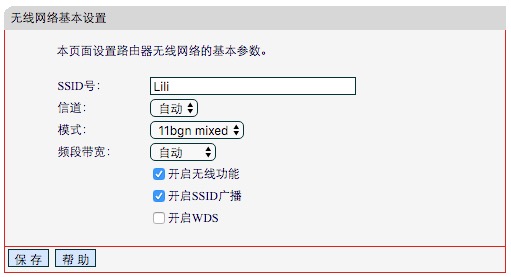 无线网络基本设置
本页面设置路由器无线网络的基本参数。
SSID号： Lili
信道： 自动
模式： 11bgn mixed
频段带宽： 自动
开启无线功能
开启SSID广播
开启WDS
保 存 帮 助